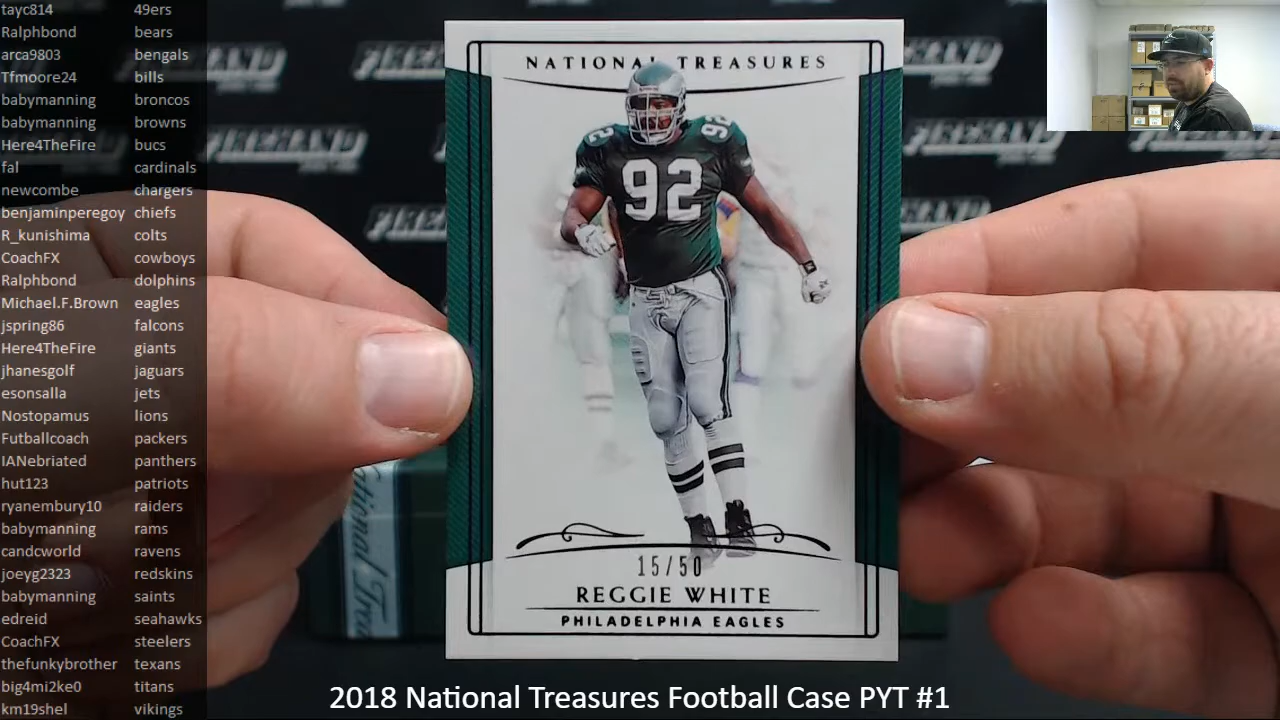 tayc814 49ers
Ralphbond bears
arca9803 bengals
Tfmoore24 bills
babymanning broncos
babymanning browns
Here4TheFire bucs
fal cardinals
newcombe chargers
benjaminperegoy chiefs
R_kunishima colts
CoachFX cowboys
Ralphbond dolphins
Michael.F.Brown eagles
jspring86 falcons
Here4TheFire giants
jhanesgolf jaguars
esonsalla jets
Nostopamus lions
Futballcoach packers
IANebriated panthers
hut123 patriots
ryanembury10 raiders
babymanning rams
candcworld ravens
joeyg2323 redskins
babymanning saints
edreid seahawks
CoachFX steelers
thefunkybrother texans
big4mi2ke0 titans
km19shel vikings
NATIONAL TREASURES
92
92
92
15/50
REGGIE WHITE
PHILADELPHIA EAGLES
2018 National Treasures Football Case PYT #1